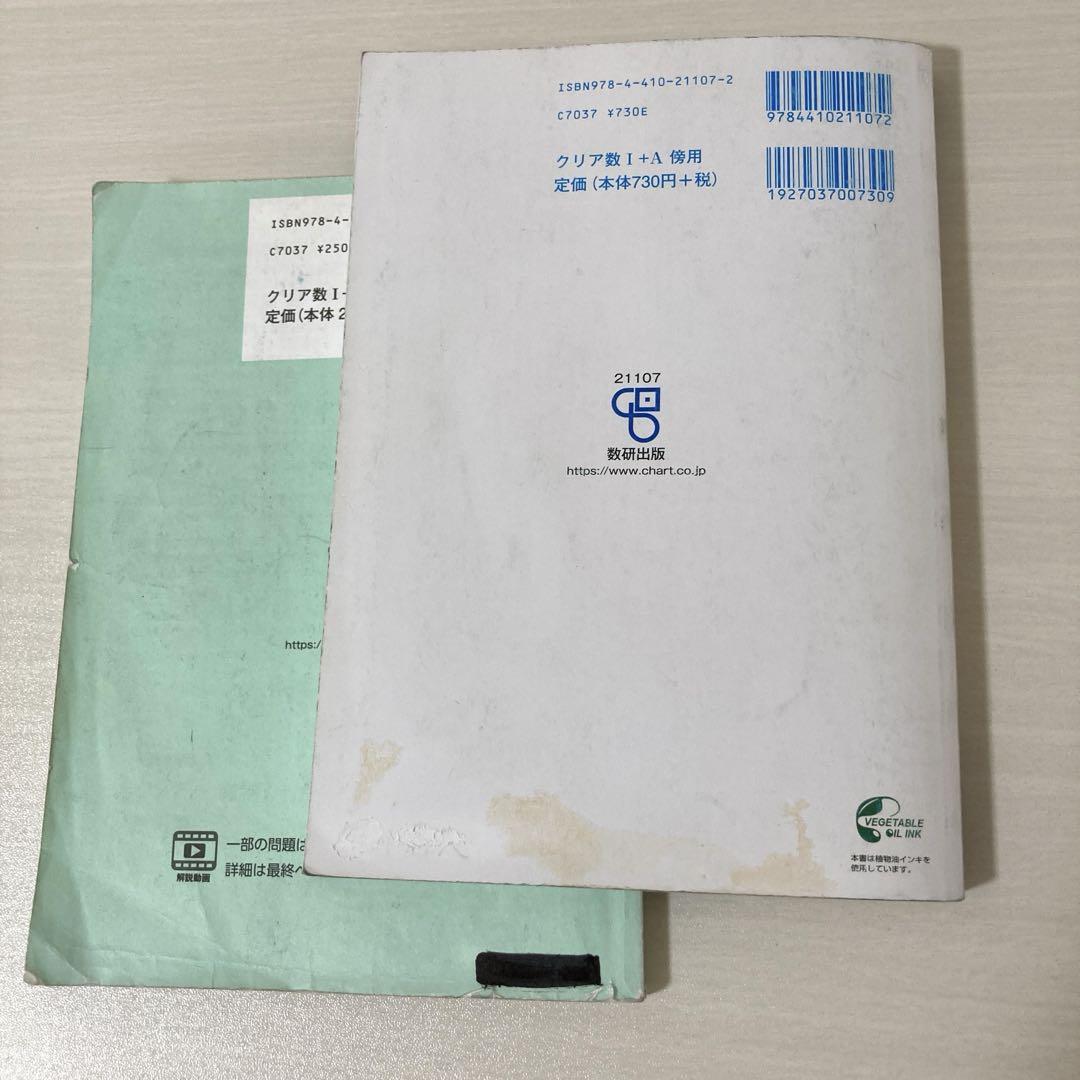 ISBN978-4-410-21107-2
C7037 ¥730E
9784410211072
クリア数Ⅰ+A 傍用
定価(本体730円+税)
1927037007309
21107
数研出版
https://www.chart.co.jp
VEGETABLE
OIL INK
本書は植物油インキを
使用しています。
ISBN978-4-
C7037 ¥250
クリア数Ⅰ+
定価(本体 2
https:/
解説動画
一部の問題は
詳細は最終ペ